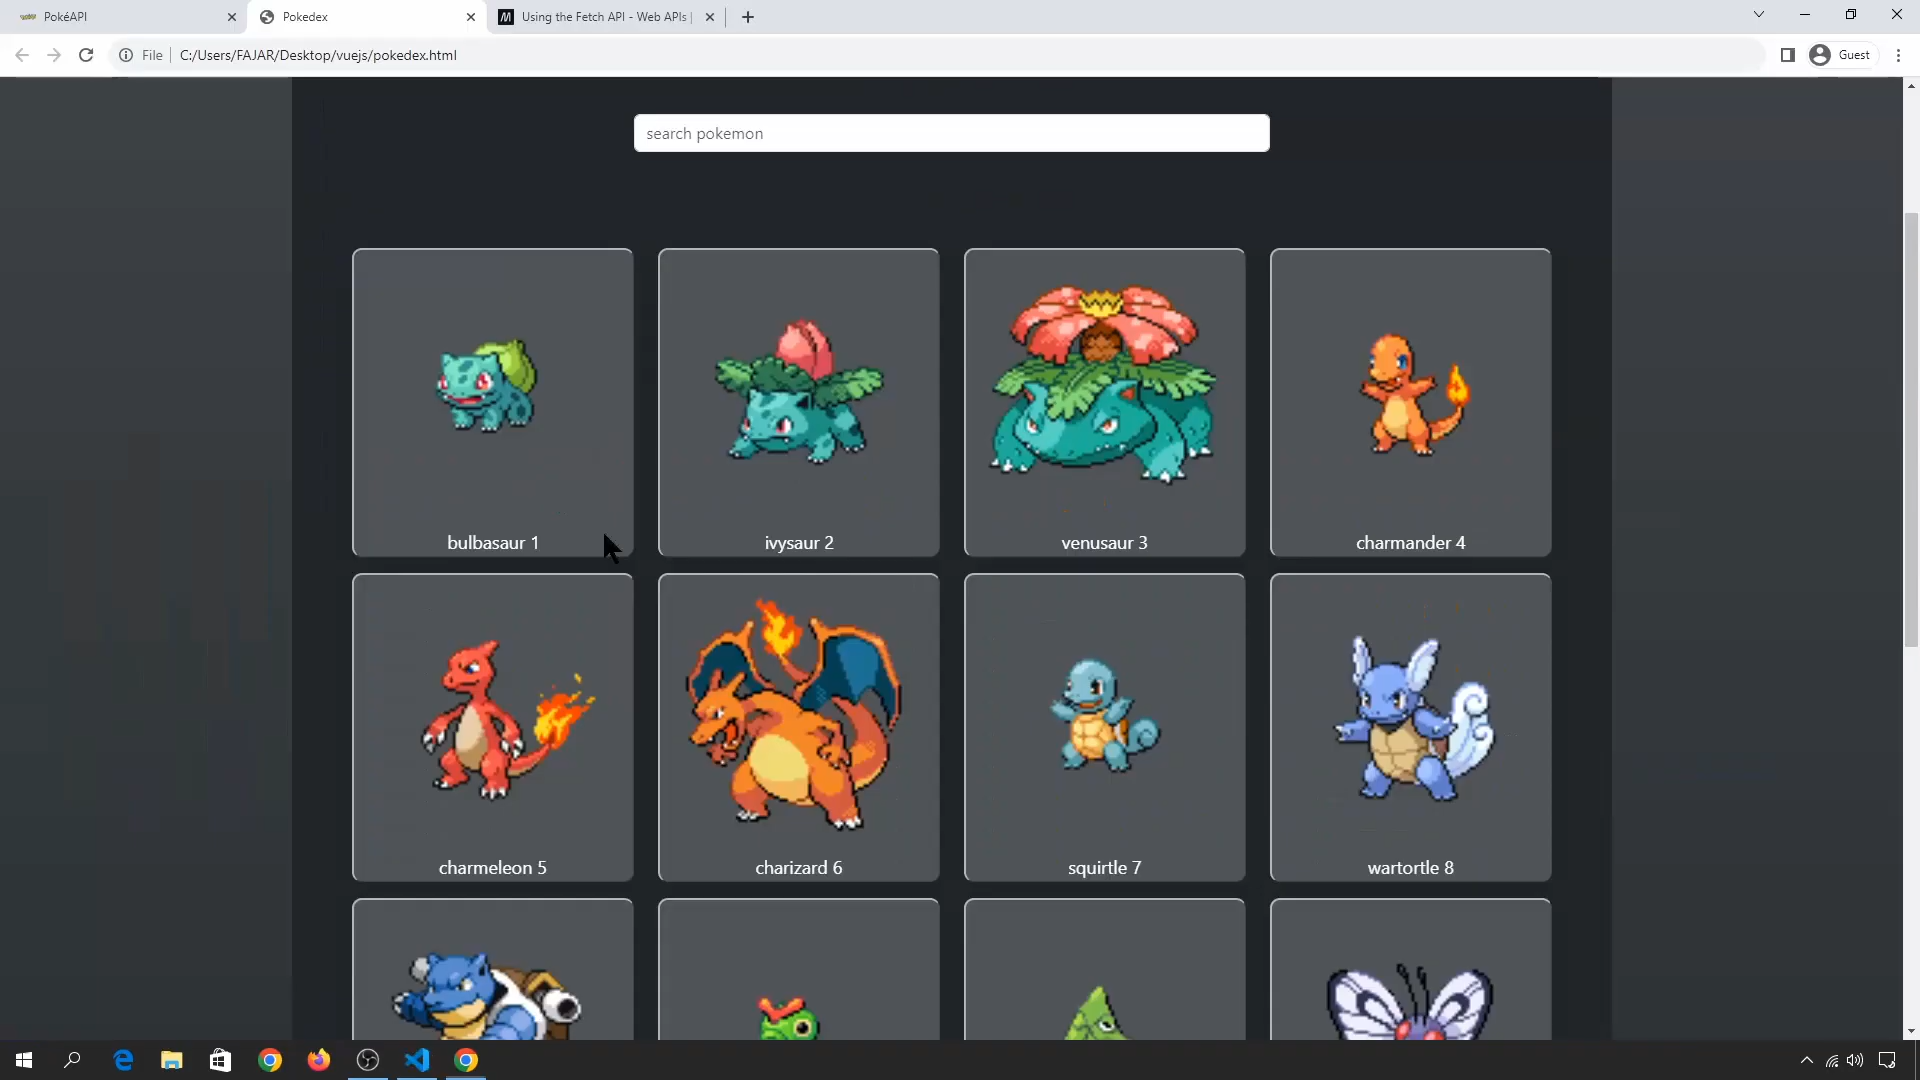 PokéAPI
Pokedex
Using the Fetch API - Web APIs |
File
C:/Users/FAJAR/Desktop/vuejs/pokedex.html
Guest
search pokemon
bulbasaur 1
ivysaur 2
venusaur 3
charmander 4
charmeleon 5
charizard 6
squirtle 7
wartortle 8